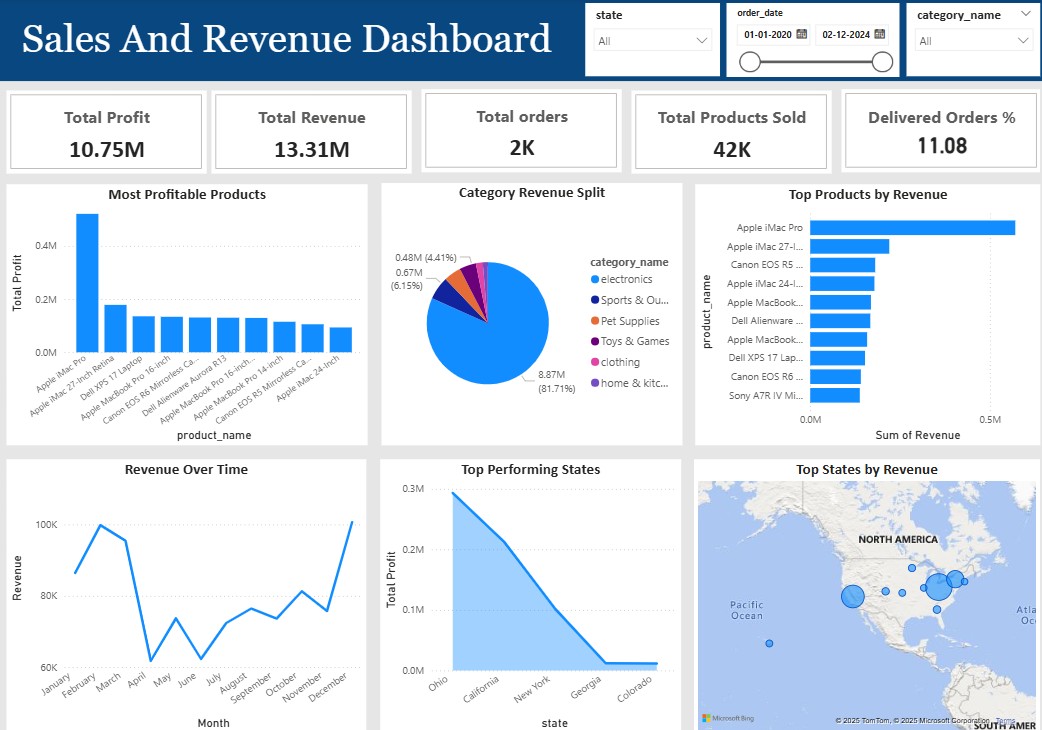 Sales And Revenue Dashboard
state
All
order_date
01-01-2020
02-12-2024
category_name
All
Total Profit
10.75M
Total Revenue
13.31M
Total orders
2K
Total Products Sold
42K
Delivered Orders %
11.08
Most Profitable Products
Total Profit
0.4M
0.2M
0.0M
Apple iMac Pro
Apple iMac 27-Inch Retina
Dell XPS 17 Laptop
Apple MacBook Pro 16-inch
Canon EOS R6 Mirrorless Ca...
Dell Alienware Aurora R13
Apple MacBook Pro 16-inch...
Apple MacBook Pro 14-inch
Canon EOS R5 Mirrorless Ca...
Apple iMac 24-Inch
product_name
Category Revenue Split
0.48M (4.41%)
0.67M
(6.15%)
8.87M
(81.71%)
category_name
electronics
Sports & Ou...
Pet Supplies
Toys & Games
clothing
home & kitc...
Top Products by Revenue
product_name
Apple iMac Pro
Apple iMac 27-I...
Canon EOS R5 ...
Apple iMac 24-I...
Apple MacBook...
Dell Alienware ...
Apple MacBook...
Dell XPS 17 Lap...
Canon EOS R6 ...
Sony A7R IV Mi...
0.0M
0.5M
Sum of Revenue
Revenue Over Time
Revenue
100K
80K
60K
January
February
March
April
May
June
July
August
September
October
November
December
Month
Top Performing States
Total Profit
0.3M
0.2M
0.1M
0.0M
Ohio
California
New York
Georgia
Colorado
state
Top States by Revenue
NORTH AMERICA
Pacific
Ocean
Atla
Oc
SOUTH AMER
Microsoft Bing
© 2025 TomTom, © 2025 Microsoft Corporation, Terms